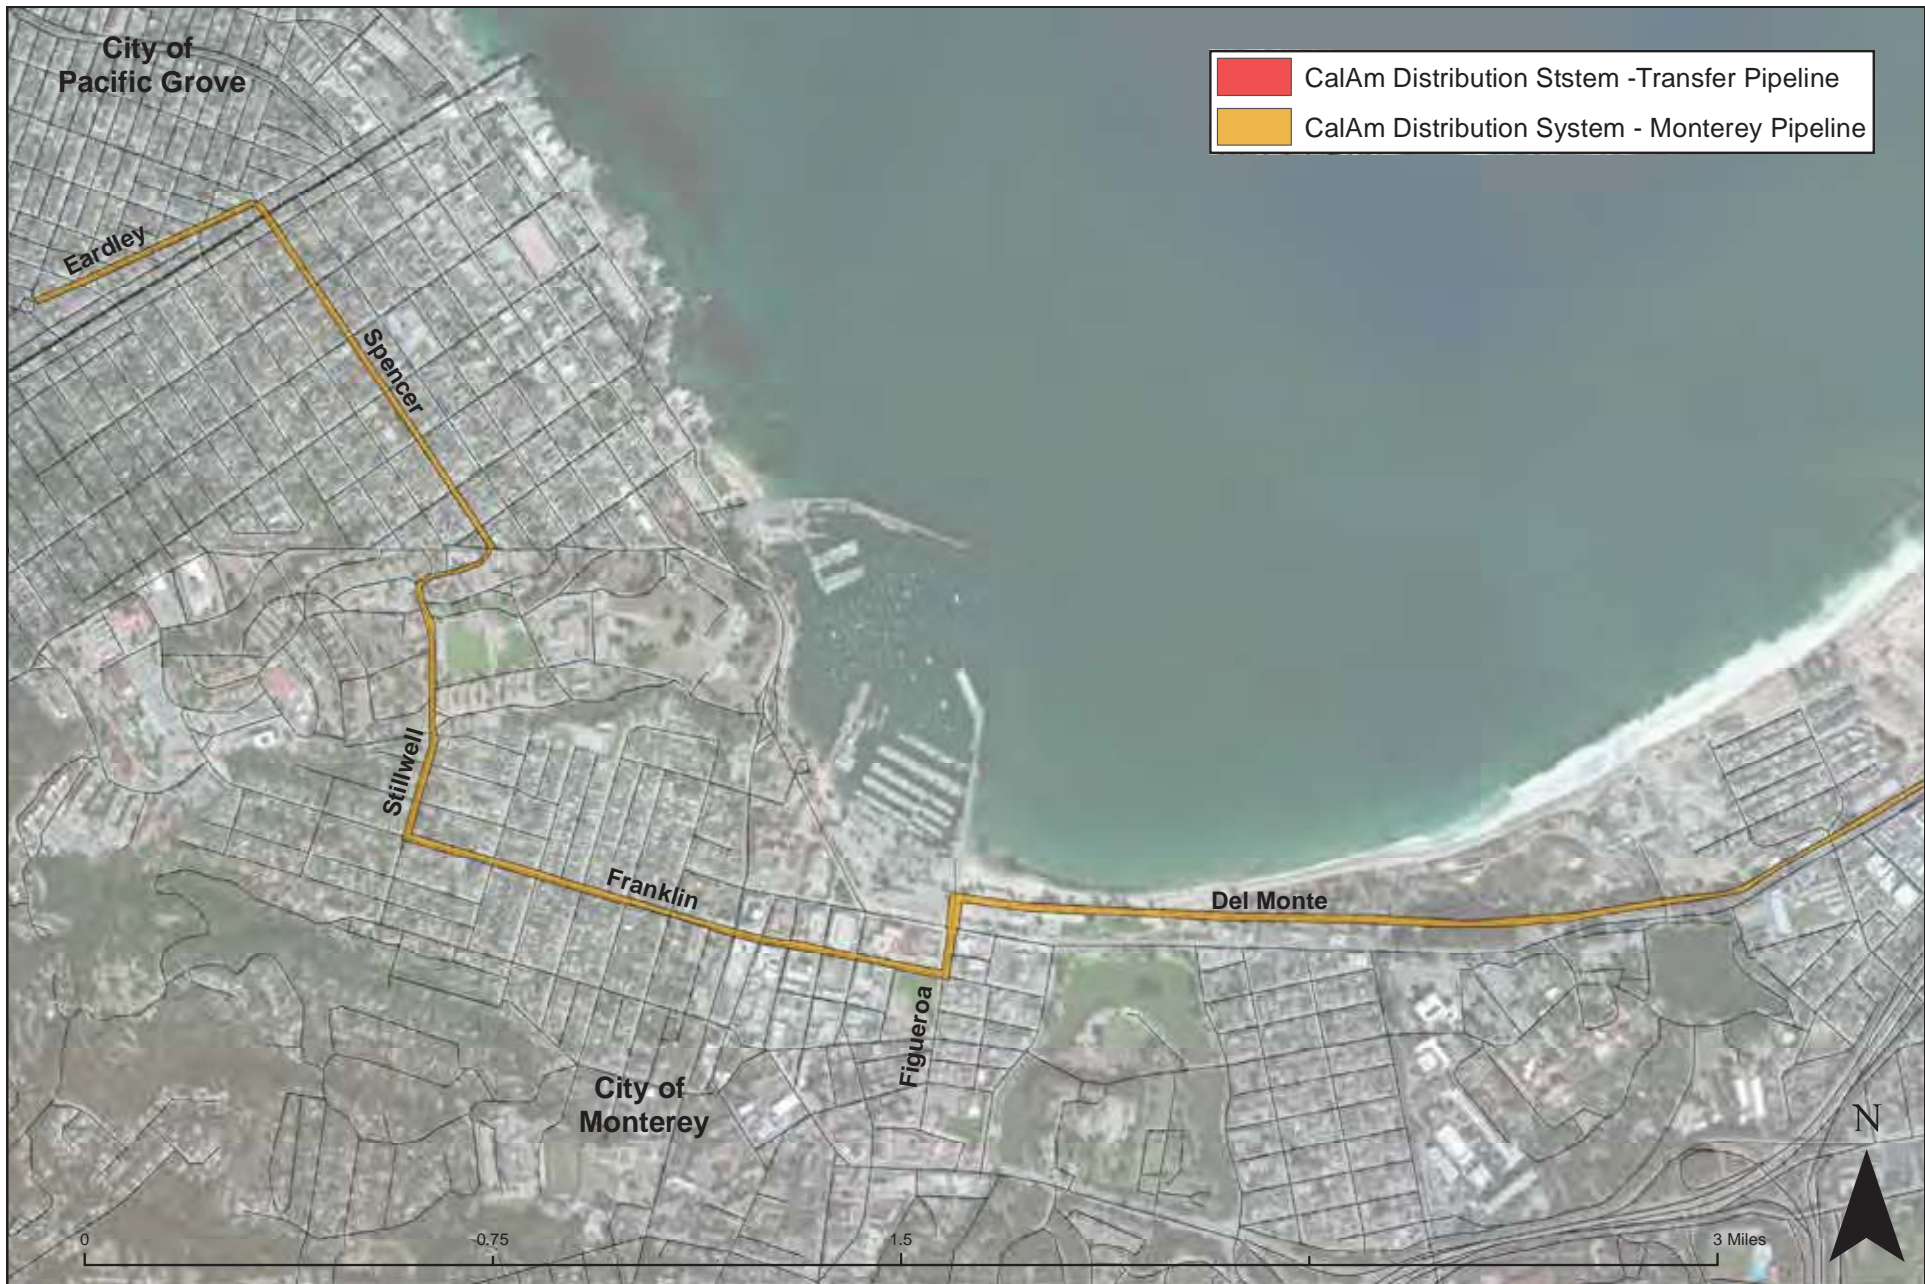 City of
Pacific Grove
CalAm Distribution Ststem -Transfer Pipeline
CalAm Distribution System - Monterey Pipeline
Eardley
Spencer
Stillwell
Franklin
Del Monte
Figueroa
City of
Monterey
N
0
0.75
1.5
3 Miles